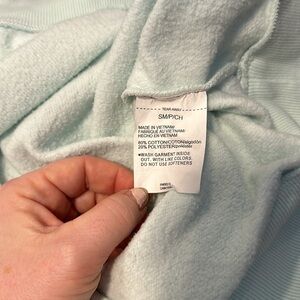 TEAR AWAY
SM/P/CH
MADE IN VIETNAM
FABRIQUÉ AU VIETNAM
HECHO EN VIETNAM
80% COTTON/COTON/algodón
20% POLYESTER/poliéster
•WASH GARMENT INSIDE
OUT, WITH LIKE COLORS.
DO NOT USE SOFTENERS